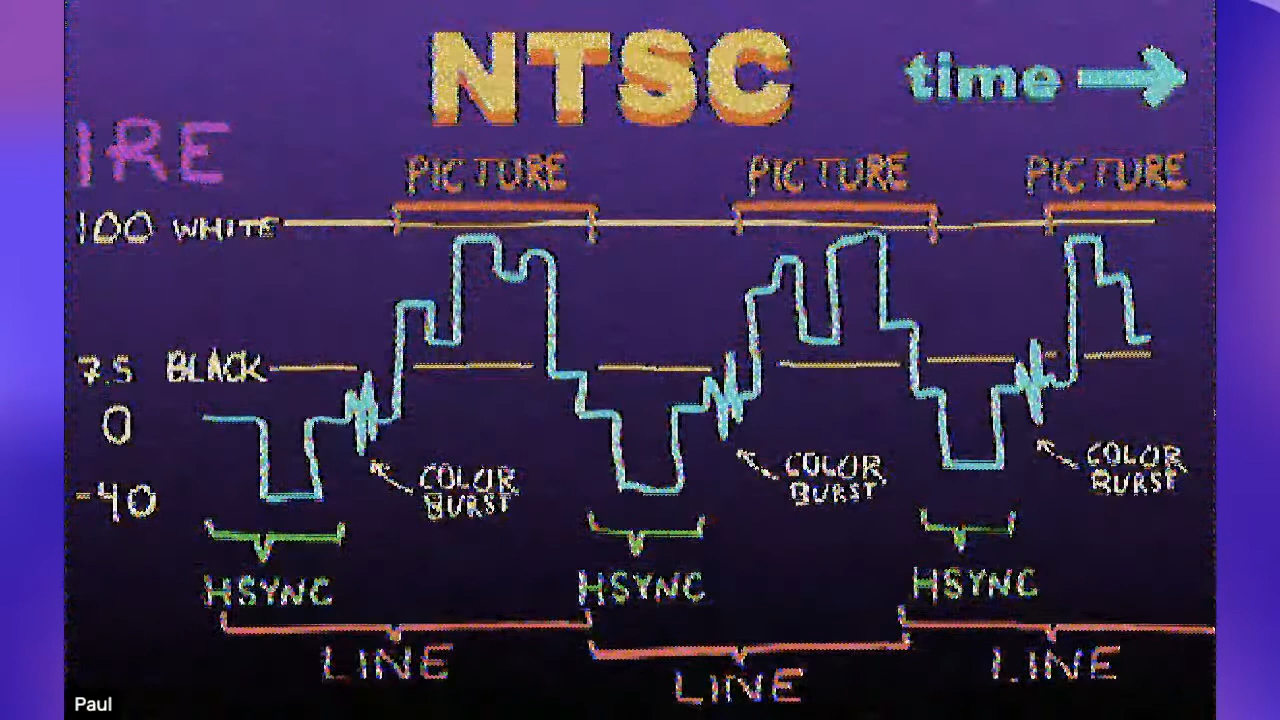 NTSC
time
IRE
PICTURE
PICTURE
PICTURE
100 WHITE
7.5 BLACK
0
-40
COLOR
BURST
COLOR
BURST
COLOR
BURST
HSYNC
HSYNC
HSYNC
LINE
LINE
LINE
Paul